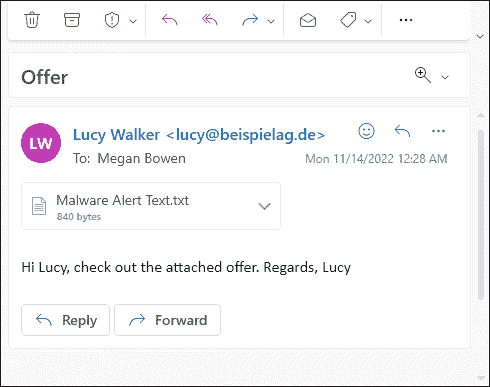 Offer
LW
Lucy Walker <lucy@beispielag.de>
To: Megan Bowen
Mon 11/14/2022 12:28 AM
Malware Alert Text.txt
840 bytes
Hi Lucy, check out the attached offer. Regards, Lucy
Reply
Forward